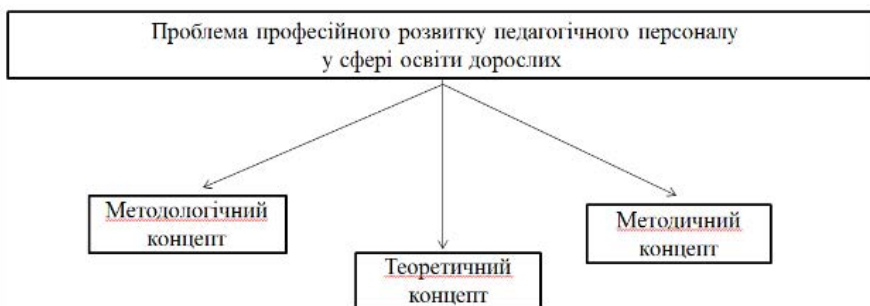 Проблема професійного розвитку педагогічного персоналу
у сфері освіти дорослих
Методологічний
концепт
Теоретичний
концепт
Методичний
концепт